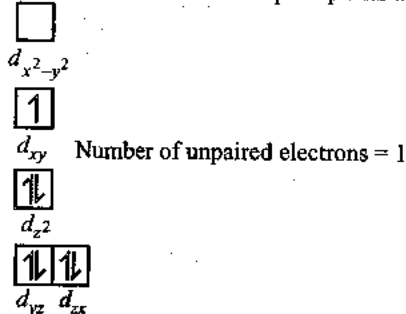 d_{x^2-y^2}
1
d_{xy} Number of unpaired electrons = 1
1l
d_{z^2}
1l 1l
d_{yz} d_{zx}